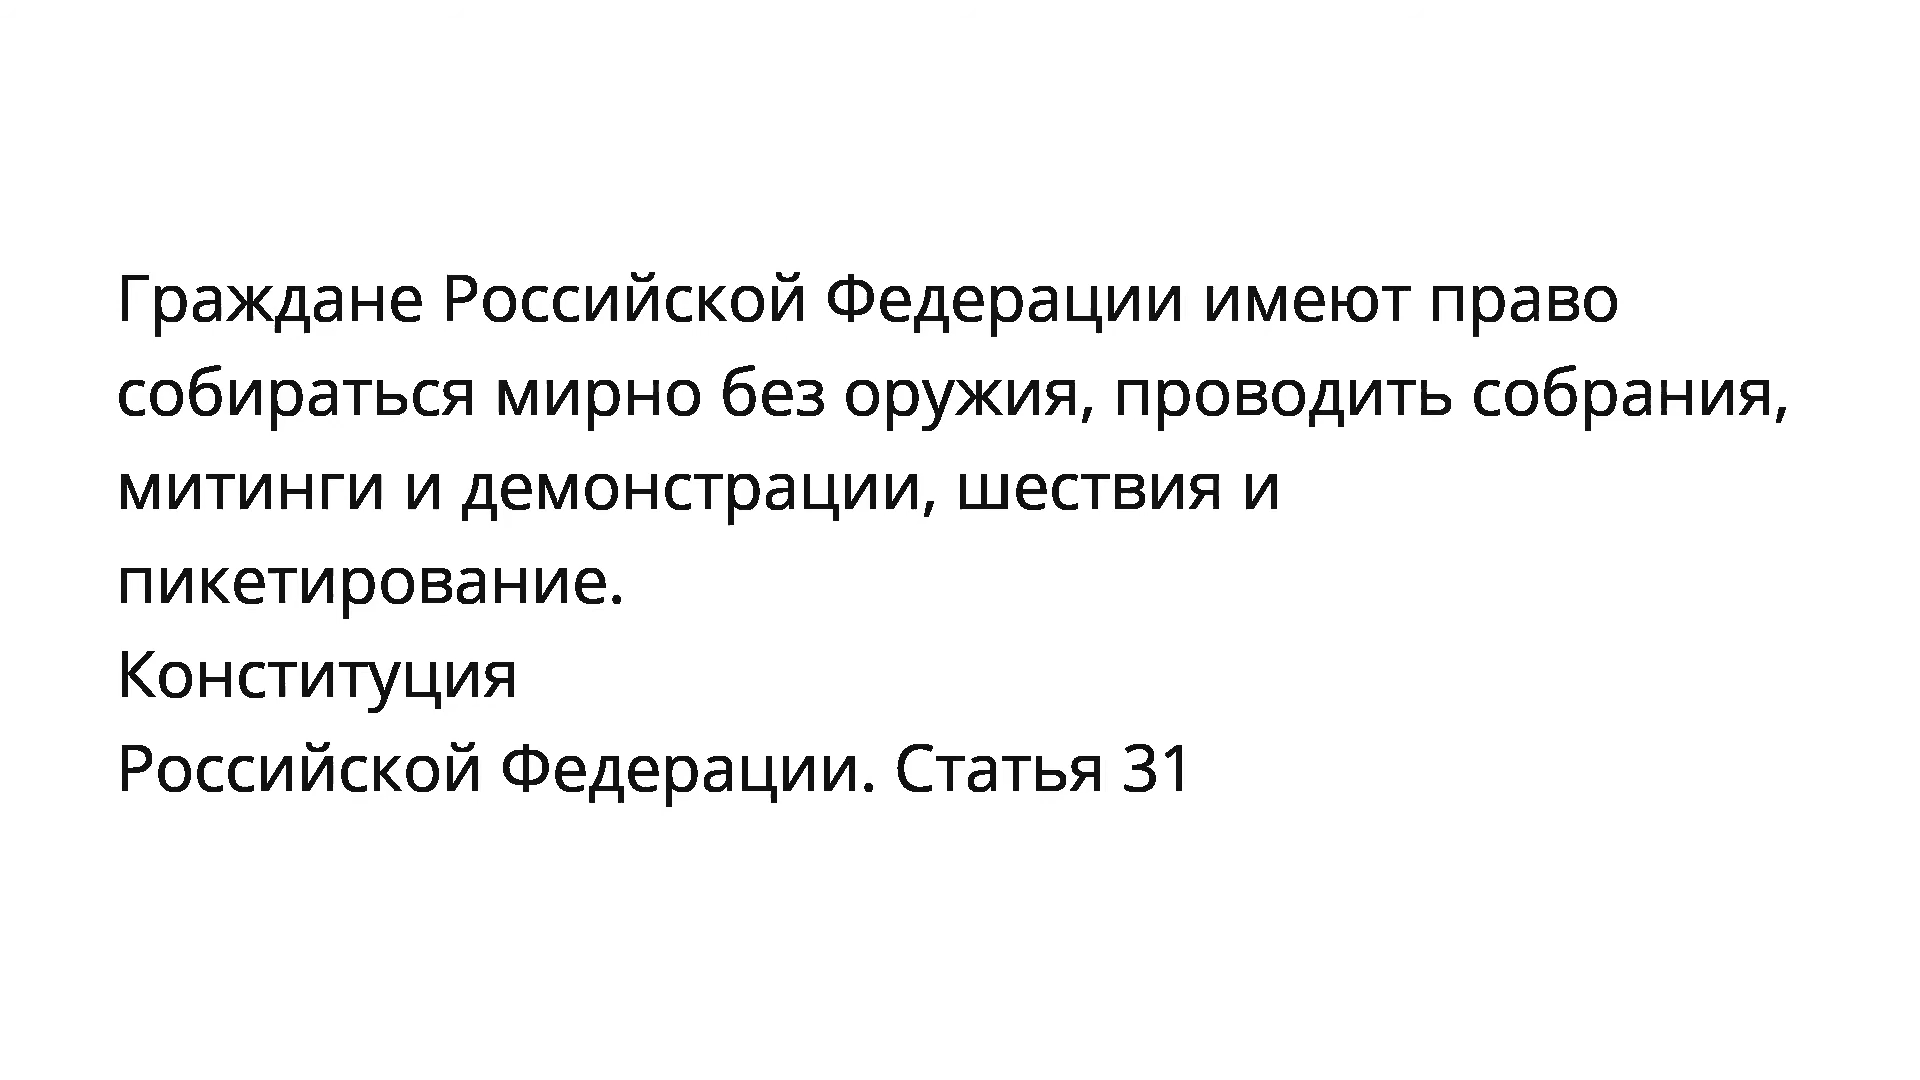 Граждане Российской Федерации имеют право
собираться мирно без оружия, проводить собрания,
митинги и демонстрации, шествия и
пикетирование.
Конституция
Российской Федерации. Статья 31